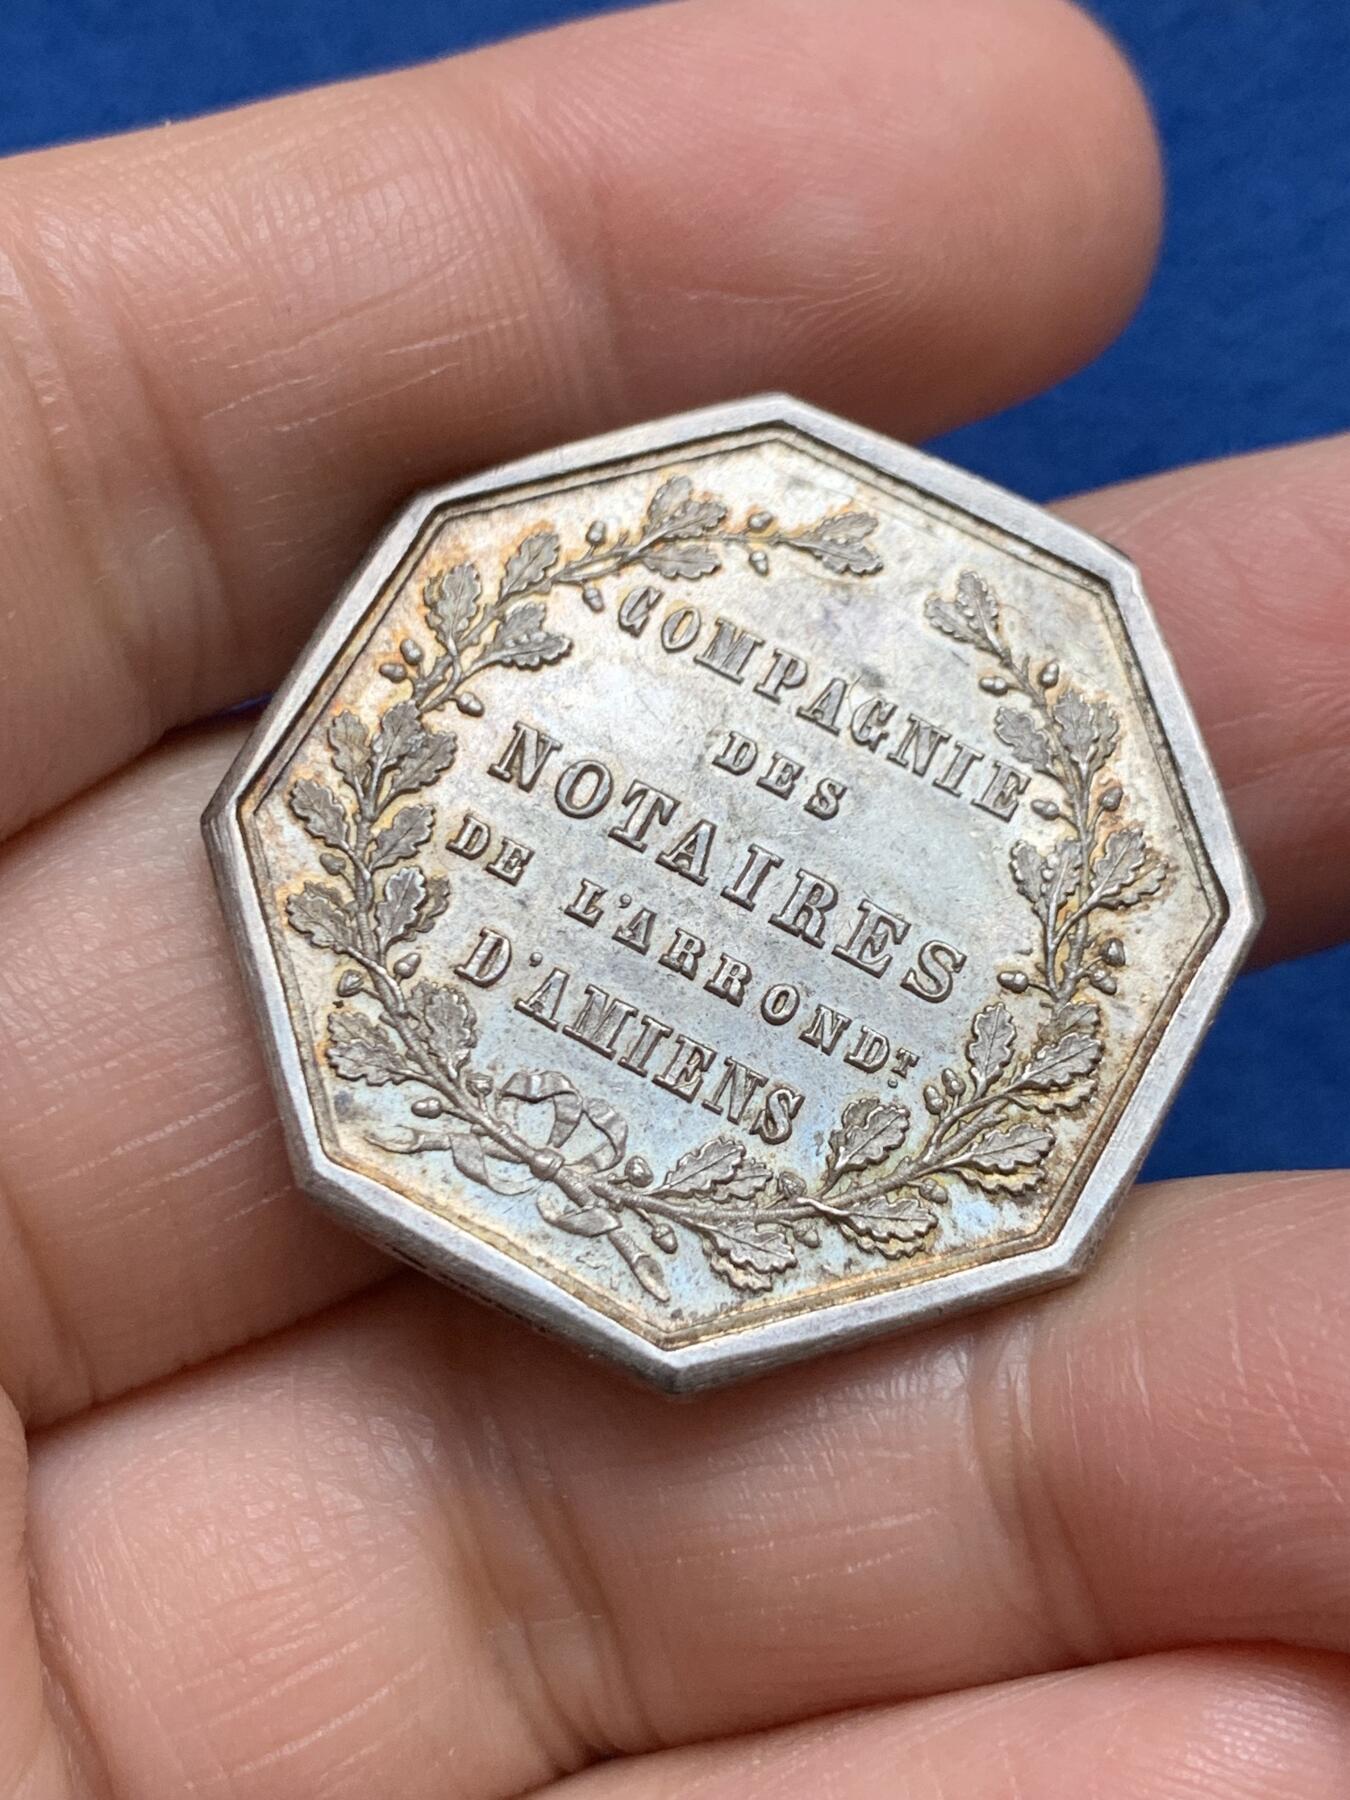 COMPAGNIE
DES
NOTAIRES
DE L'ARRONDT.
D'AMIENS